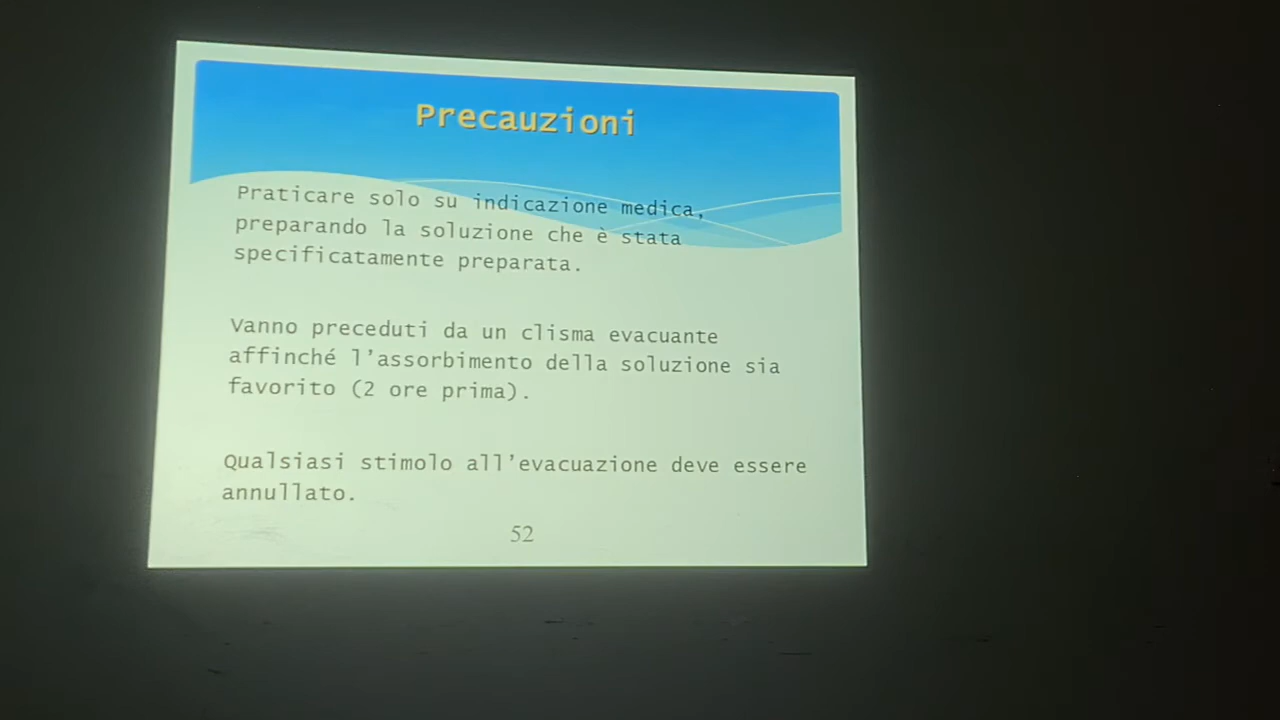 Precauzioni
Praticare solo su indicazione medica,
preparando la soluzione che è stata
specificatamente preparata.
Vanno preceduti da un clisma evacuante
affinché l'assorbimento della soluzione sia
favorito (2 ore prima).
Qualsiasi stimolo all'evacuazione deve essere
annullato.
52